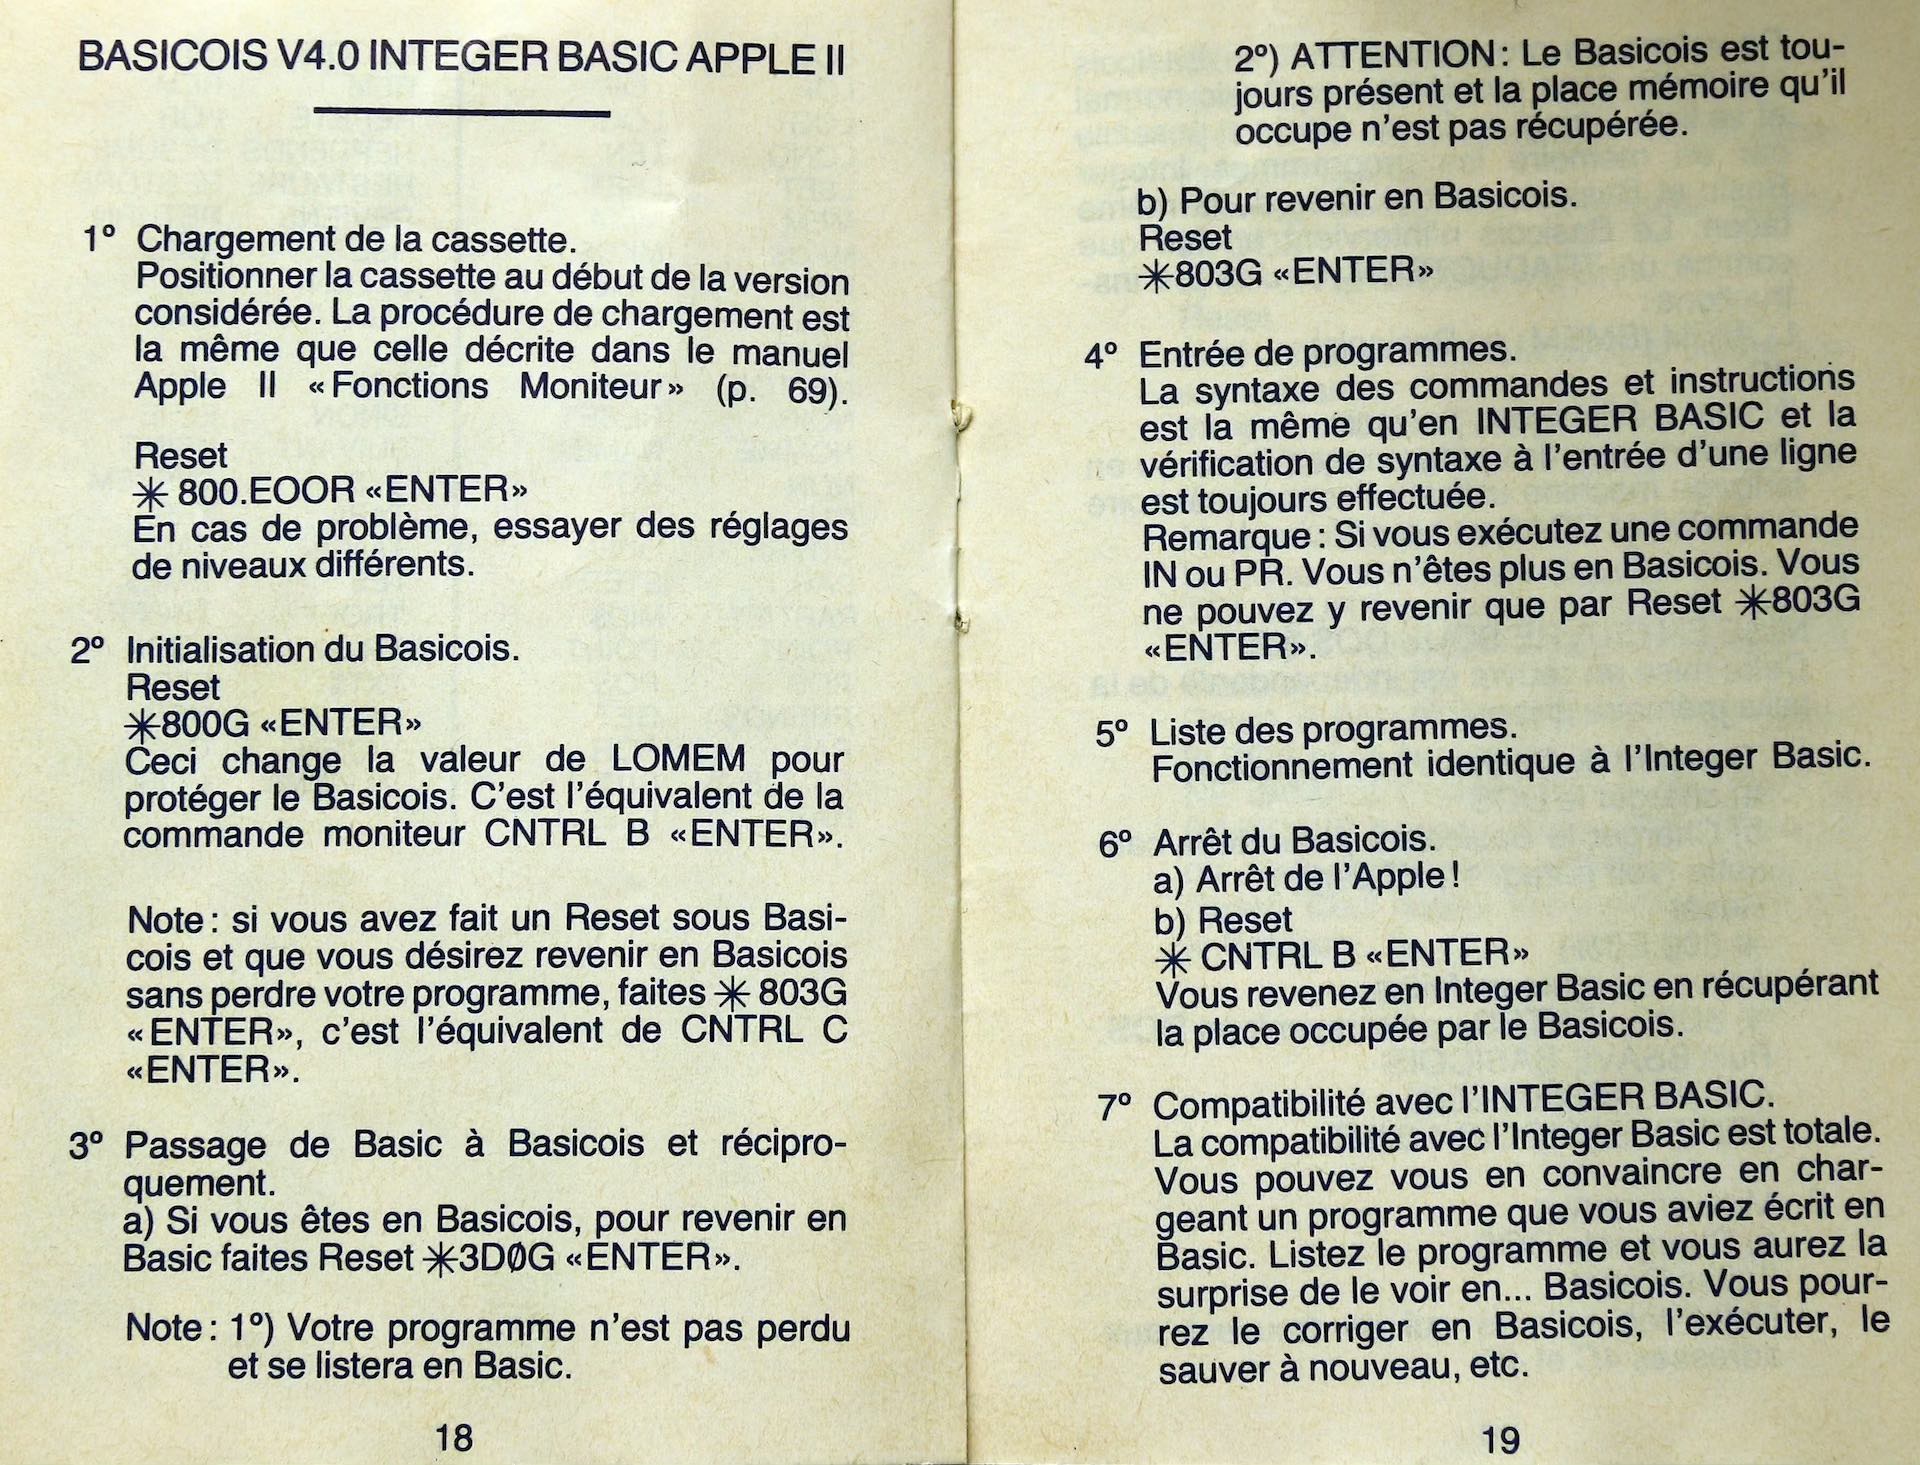 BASICOIS V4.0 INTEGER BASIC APPLE II
1° Chargement de la cassette.
Positionner la cassette au début de la version
considérée. La procédure de chargement est
la même que celle décrite dans le manuel
Apple II «Fonctions Moniteur» (p. 69).
Reset
✳ 800.EOOR «ENTER»
En cas de problème, essayer des réglages
de niveaux différents.
2° Initialisation du Basicois.
Reset
✳800G «ENTER»
Ceci change la valeur de LOMEM pour
protéger le Basicois. C'est l'équivalent de la
commande moniteur CNTRL B «ENTER».
Note : si vous avez fait un Reset sous Basi-
cois et que vous désirez revenir en Basicois
sans perdre votre programme, faites ✳ 803G
«ENTER», c'est l'équivalent de CNTRL C
«ENTER».
3° Passage de Basic à Basicois et récipro-
quement.
a) Si vous êtes en Basicois, pour revenir en
Basic faites Reset ✳3DØG «ENTER».
Note : 1°) Votre programme n'est pas perdu
et se listera en Basic.
18
2°) ATTENTION : Le Basicois est tou-
jours présent et la place mémoire qu'il
occupe n'est pas récupérée.
b) Pour revenir en Basicois.
Reset
✳803G «ENTER»
4° Entrée de programmes.
La syntaxe des commandes et instructions
est la même qu'en INTEGER BASIC et la
vérification de syntaxe à l'entrée d'une ligne
est toujours effectuée.
Remarque : Si vous exécutez une commande
IN ou PR. Vous n'êtes plus en Basicois. Vous
ne pouvez y revenir que par Reset ✳803G
«ENTER».
5° Liste des programmes.
Fonctionnement identique à l'Integer Basic.
6° Arrêt du Basicois.
a) Arrêt de l'Apple !
b) Reset
✳ CNTRL B «ENTER»
Vous revenez en Integer Basic en récupérant
la place occupée par le Basicois.
7° Compatibilité avec l'INTEGER BASIC.
La compatibilité avec l'Integer Basic est totale.
Vous pouvez vous en convaincre en char-
geant un programme que vous aviez écrit en
Basic. Listez le programme et vous aurez la
surprise de le voir en... Basicois. Vous pour-
rez le corriger en Basicois, l'exécuter, le
sauver à nouveau, etc.
19